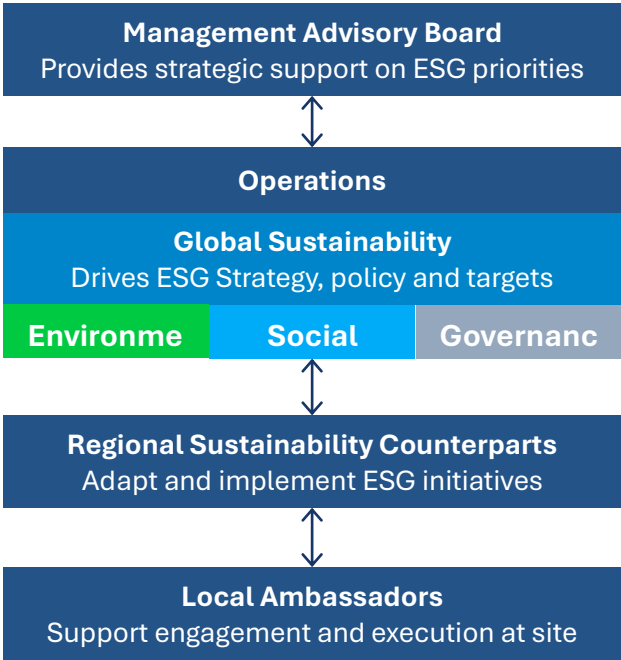 Management Advisory Board
Provides strategic support on ESG priorities
Operations
Global Sustainability
Drives ESG Strategy, policy and targets
Environme
Social
Governanc
Regional Sustainability Counterparts
Adapt and implement ESG initiatives
Local Ambassadors
Support engagement and execution at site